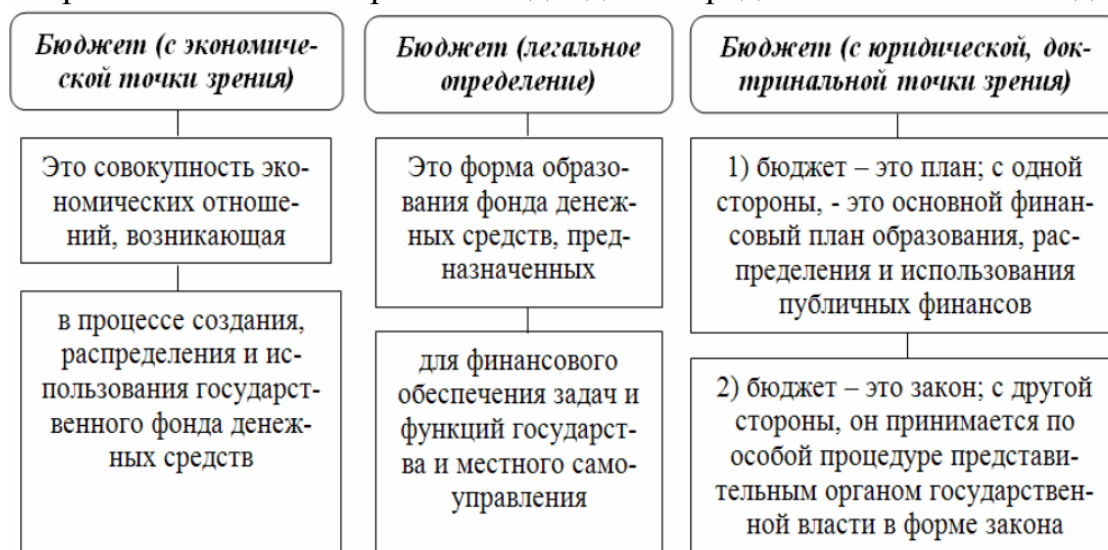 Бюджет (с экономиче-
ской точки зрения)
Это совокупность эко-
номических отноше-
ний, возникающая
в процессе создания,
распределения и ис-
пользования государст-
венного фонда денеж-
ных средств
Бюджет (легальное
определение)
Это форма образо-
вания фонда денеж-
ных средств, пред-
назначенных
для финансового
обеспечения задач и
функций государст-
ва и местного само-
управления
Бюджет (с юридической, док-
тринальной точки зрения)
1) бюджет – это план; с одной
стороны, - это основной финан-
совый план образования, рас-
пределения и использования
публичных финансов
2) бюджет – это закон; с другой
стороны, он принимается по
особой процедуре представи-
тельным органом государствен-
ной власти в форме закона